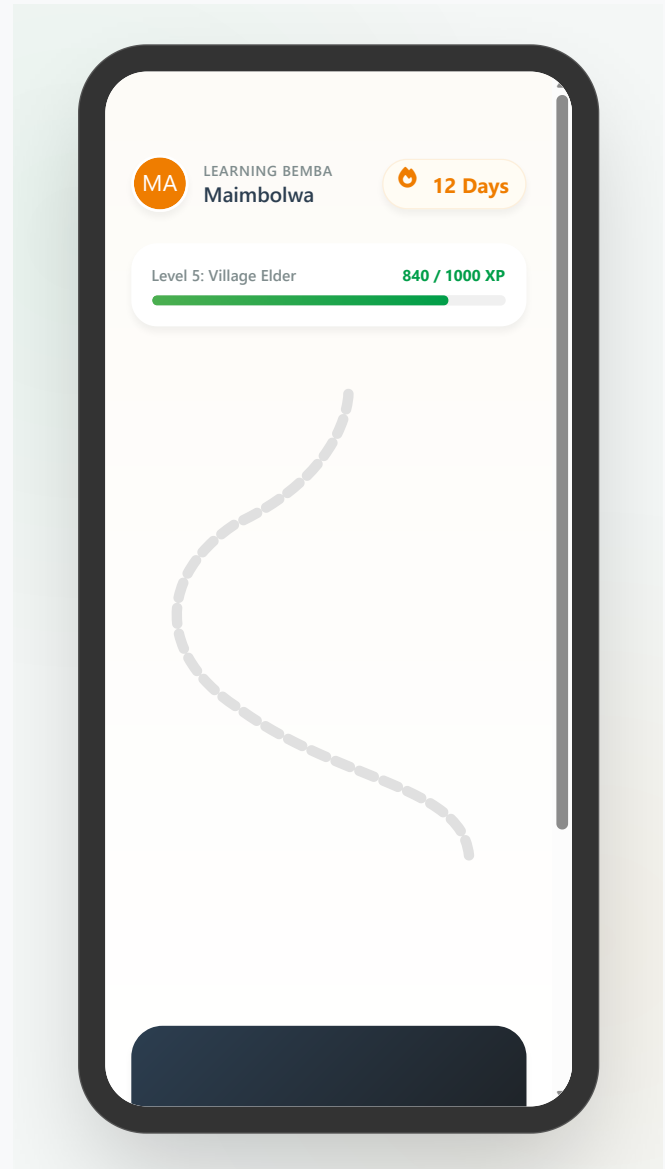 MA
LEARNING BEMBA
Maimbolwa
12 Days
Level 5: Village Elder
840 / 1000 XP